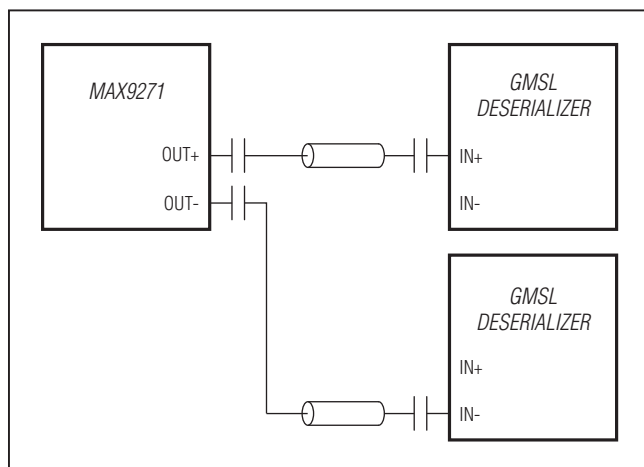 MAX9271
OUT+
OUT-
GMSL
DESERIALIZER
IN+
IN-
GMSL
DESERIALIZER
IN+
IN-